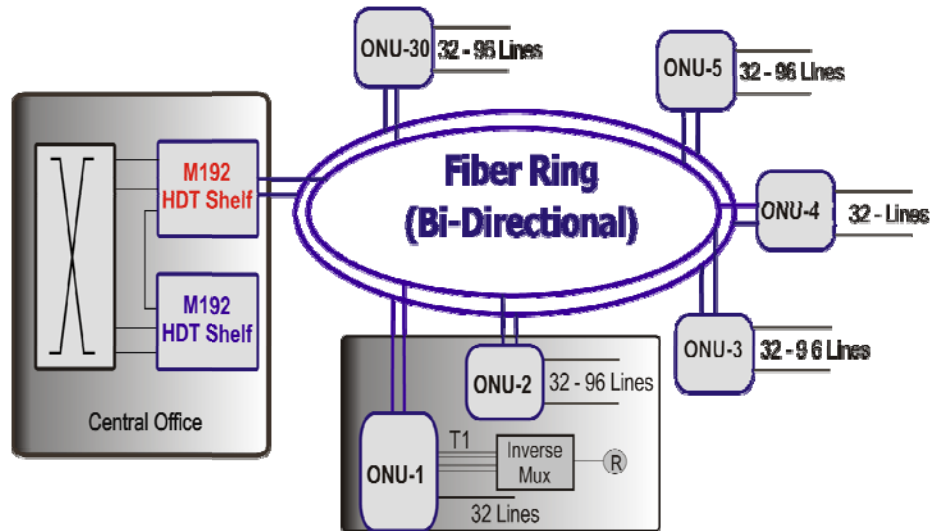 ONU-30
32 - 96 Lines
ONU-5
32 - 96 Lines
M192
HDT Shelf
Fiber Ring
(Bi-Directional)
ONU-4
32 - Lines
M192
HDT Shelf
ONU-3
32 - 9 6 Lines
ONU-2
32 - 96 Lines
Central Office
T1
Inverse
Mux
R
ONU-1
32 Lines